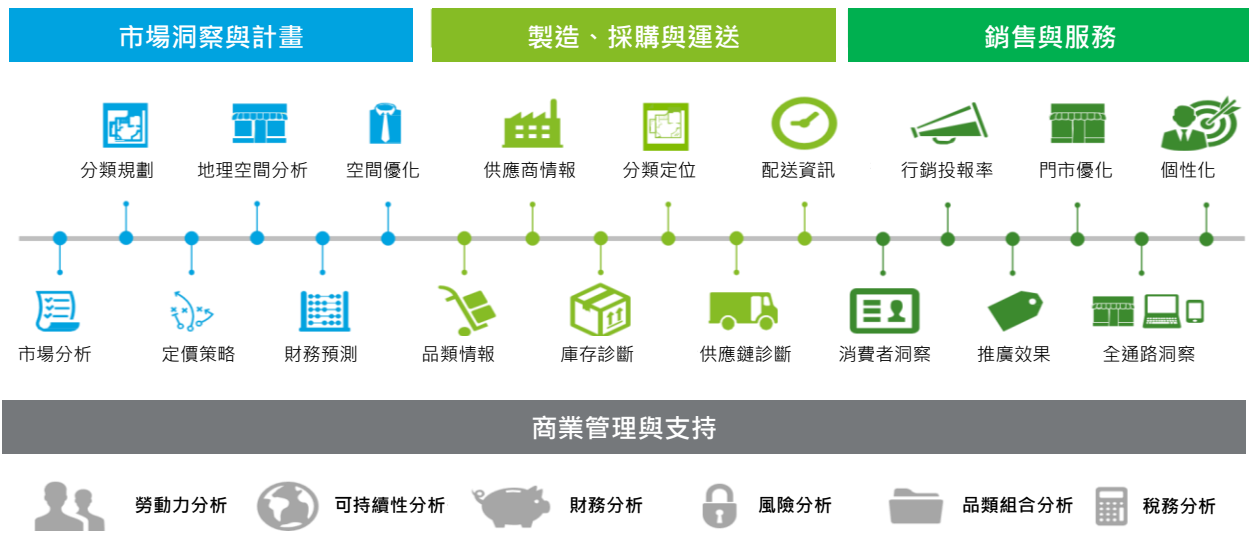 市場洞察與計畫
製造、採購與運送
銷售與服務
分類規劃
地理空間分析
空間優化
供應商情報
分類定位
配送資訊
行銷投報率
門市優化
個性化
市場分析
定價策略
財務預測
品類情報
庫存診斷
供應鏈診斷
消費者洞察
推廣效果
全通路洞察
商業管理與支持
勞動力分析
可持續性分析
財務分析
風險分析
品類組合分析
稅務分析